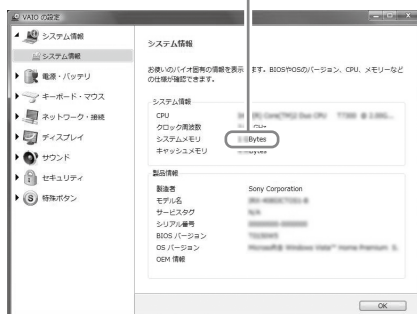 VAIO の設定
システム情報
システム情報
電源・バッテリ
キーボード・マウス
ネットワーク・接続
ディスプレイ
サウンド
セキュリティ
特殊ボタン
システム情報
お使いのバイオ固有の情報を表示 ます。BIOSやOSのバージョン、CPU、メモリーなど
の仕様が確認できます。
システム情報
CPU
クロック周波数 GHz
システムメモリ Bytes
キャッシュメモリ Bytes
製品情報
製造者 Sony Corporation
モデル名
サービスタグ
シリアル番号
BIOS バージョン
OS バージョン
OEM 情報
OK